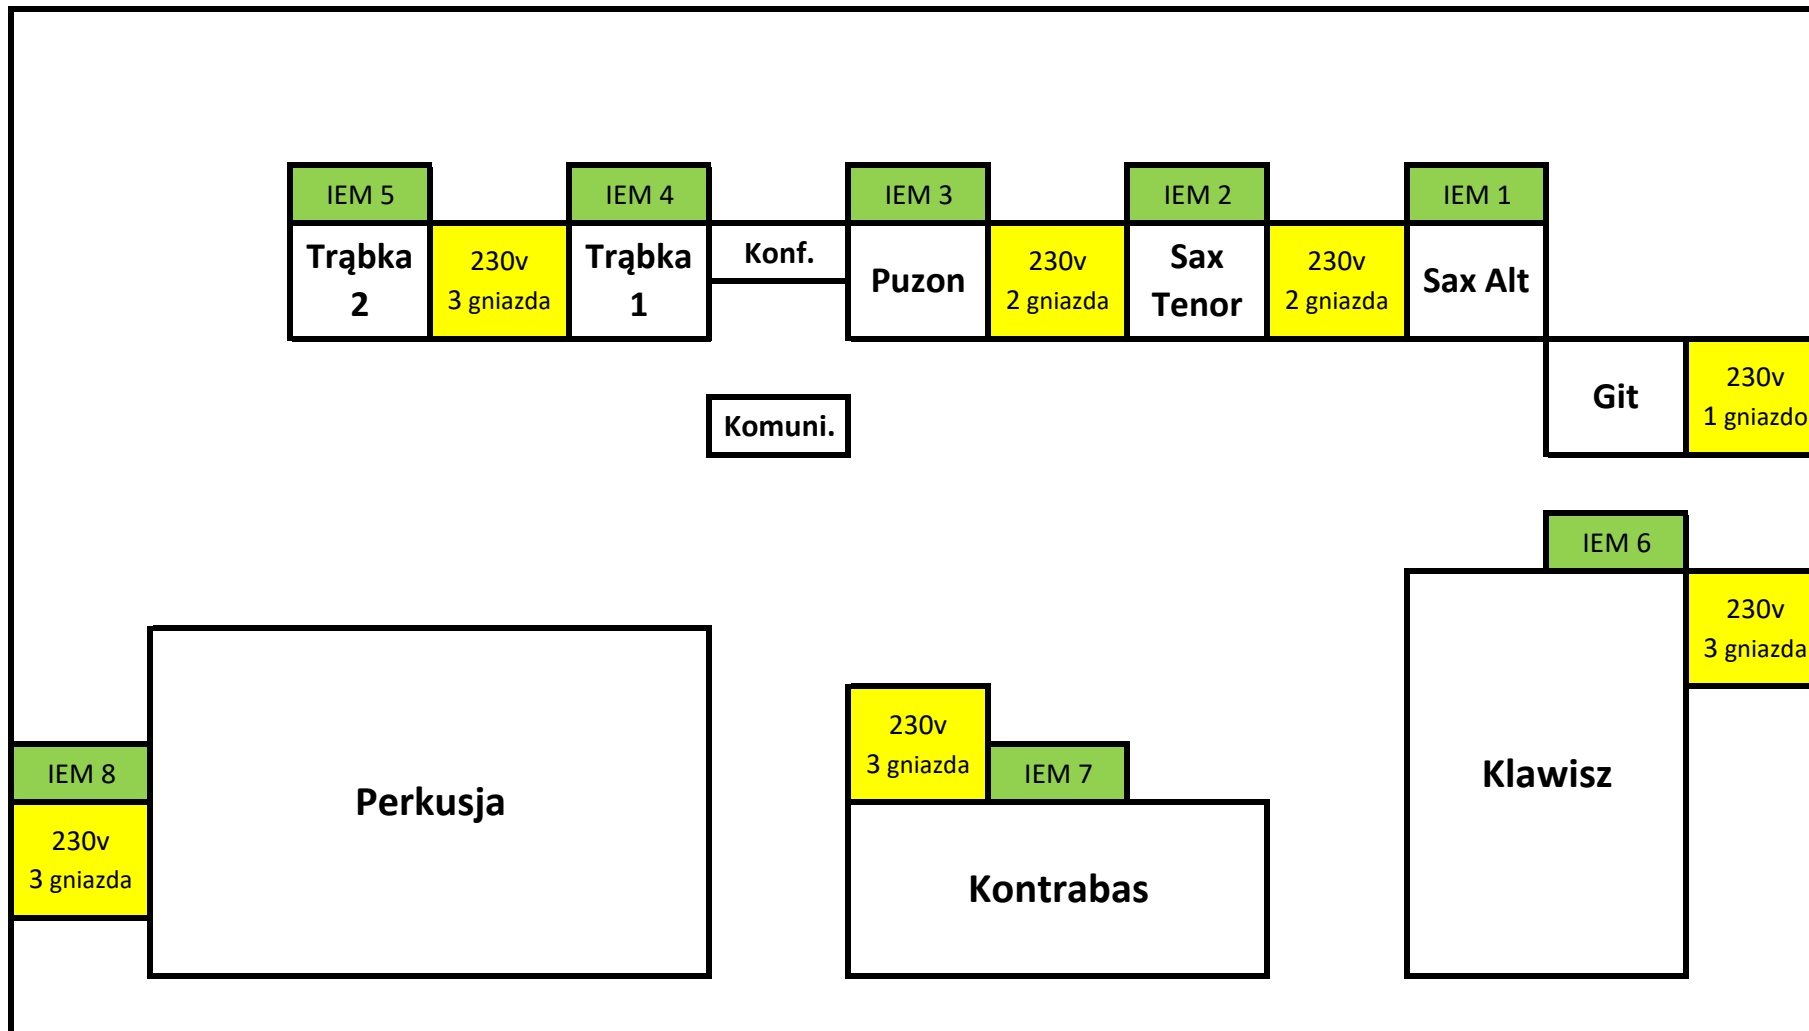 IEM 5
IEM 4
IEM 3
IEM 2
IEM 1
Trąbka
2
230v
3 gniazda
Trąbka
1
Konf.
Puzon
230v
2 gniazda
Sax
Tenor
230v
2 gniazda
Sax Alt
Git
230v
1 gniazdo
Komuni.
IEM 6
230v
3 gniazda
230v
3 gniazda
IEM 7
IEM 8
Perkusja
Klawisz
230v
3 gniazda
Kontrabas